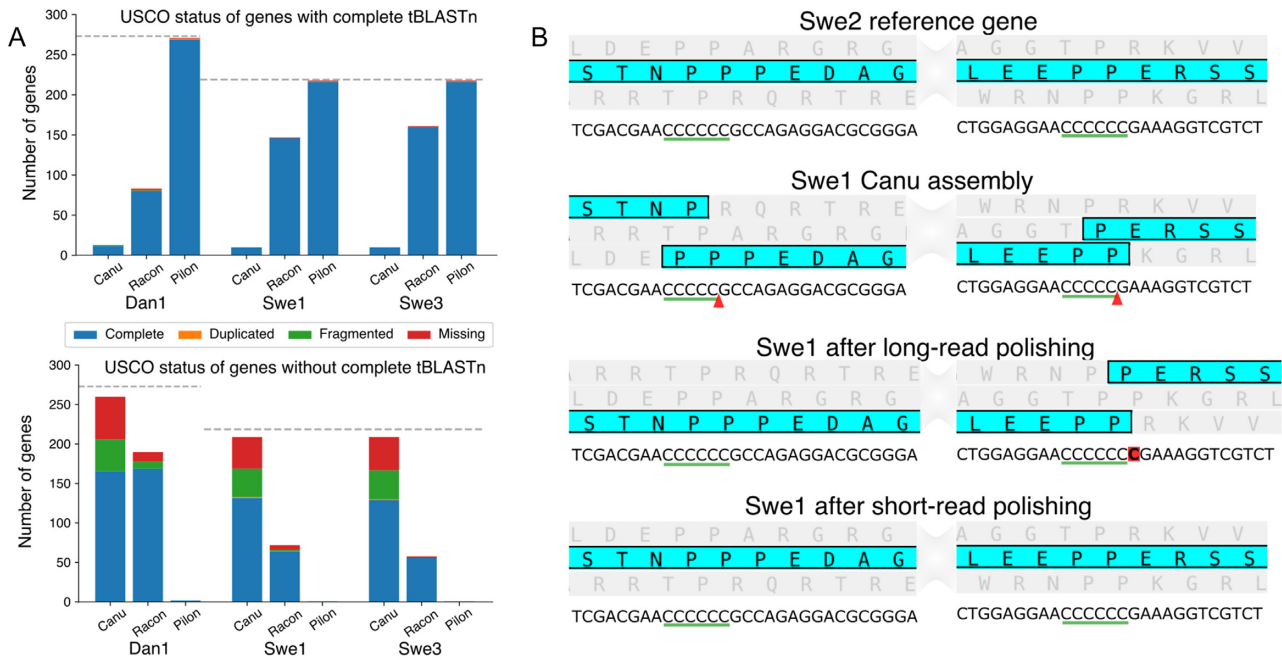 A
USCO status of genes with complete tBLASTn
Number of genes
300
250
200
150
100
50
0
Canu Racon Pilon Canu Racon Pilon Canu Racon Pilon
Dan1 Swe1 Swe3
Complete Duplicated Fragmented Missing
USCO status of genes without complete tBLASTn
Number of genes
300
250
200
150
100
50
0
Canu Racon Pilon Canu Racon Pilon Canu Racon Pilon
Dan1 Swe1 Swe3
B
Swe2 reference gene
L D E P P A R G R G A G G T P R K V V
S T N P P P E D A G L E E P P E R S S
R R T P R Q R T R E W R N P P K G R L
TCGACGAACCCCCCGCCAGAGGACGCGGGA CTGGAGGAACCCCCCGAAAGGTCGTCT
Swe1 Canu assembly
S T N P R Q R T R E W R N P R K V V
R R T P A R G R G A G G T P E R S S
L D E P P P E D A G L E E P P K G R L
TCGACGAACCCCCGCCAGAGGACGCGGGA CTGGAGGAACCCCCGAAAGGTCGTCT
Swe1 after long-read polishing
R R T P R Q R T R E W R N P P E R S S
L D E P P A R G R G A G G T P P K G R L
S T N P P P E D A G L E E P P R K V V
TCGACGAACCCCCCGCCAGAGGACGCGGGA CTGGAGGAACCCCCCCGAAAGGTCGTCT
Swe1 after short-read polishing
L D E P P A R G R G A G G T P R K V V
S T N P P P E D A G L E E P P E R S S
R R T P R Q R T R E W R N P P K G R L
TCGACGAACCCCCCGCCAGAGGACGCGGGA CTGGAGGAACCCCCCGAAAGGTCGTCT